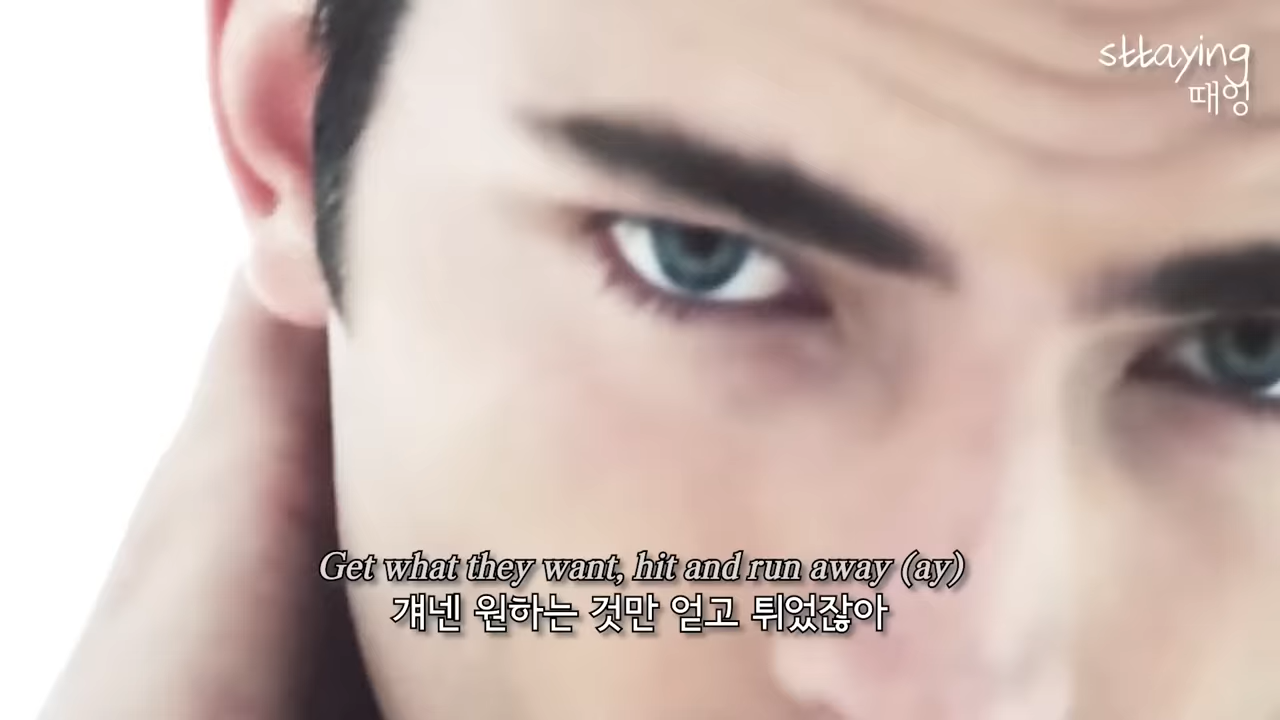 sttaying
때잉
Get what they want, hit and run away (ay)
걔넨 원하는 것만 얻고 튀었잖아